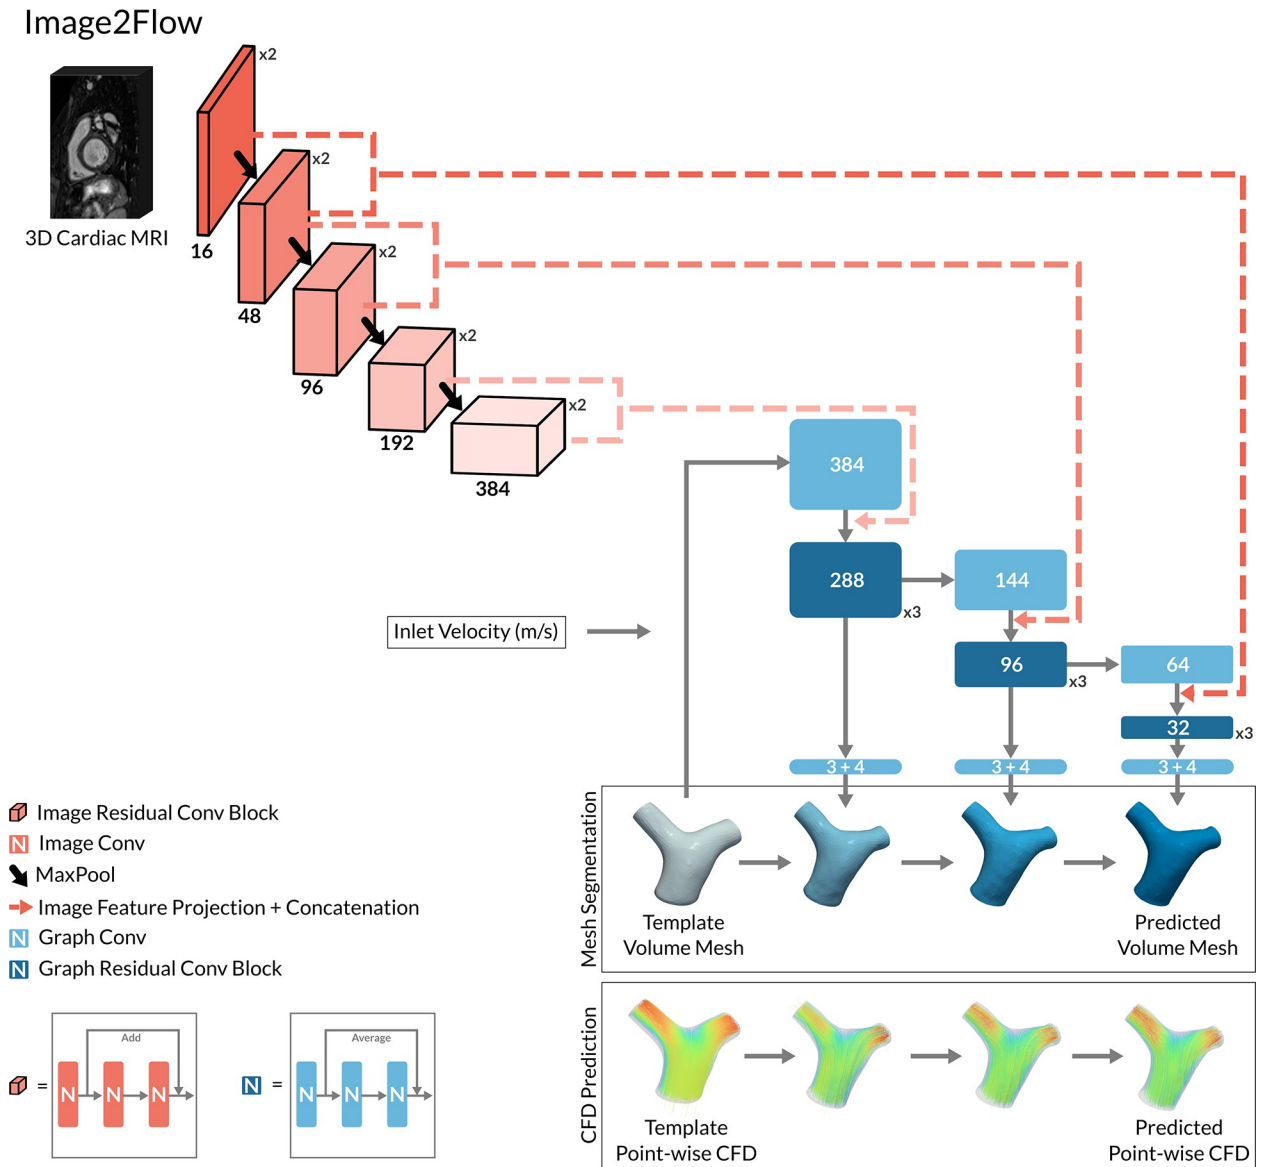 Image2Flow
x2
3D Cardiac MRI
16
x2
48
x2
96
x2
192
x2
384
384
288
x3
144
Inlet Velocity (m/s)
96
x3
64
32
x3
3 + 4
3 + 4
3 + 4
Image Residual Conv Block
N Image Conv
MaxPool
Image Feature Projection + Concatenation
N Graph Conv
N Graph Residual Conv Block
Mesh Segmentation
Template
Volume Mesh
Predicted
Volume Mesh
= Add
N N N
N = Average
N N N
CFD Prediction
Template
Point-wise CFD
Predicted
Point-wise CFD